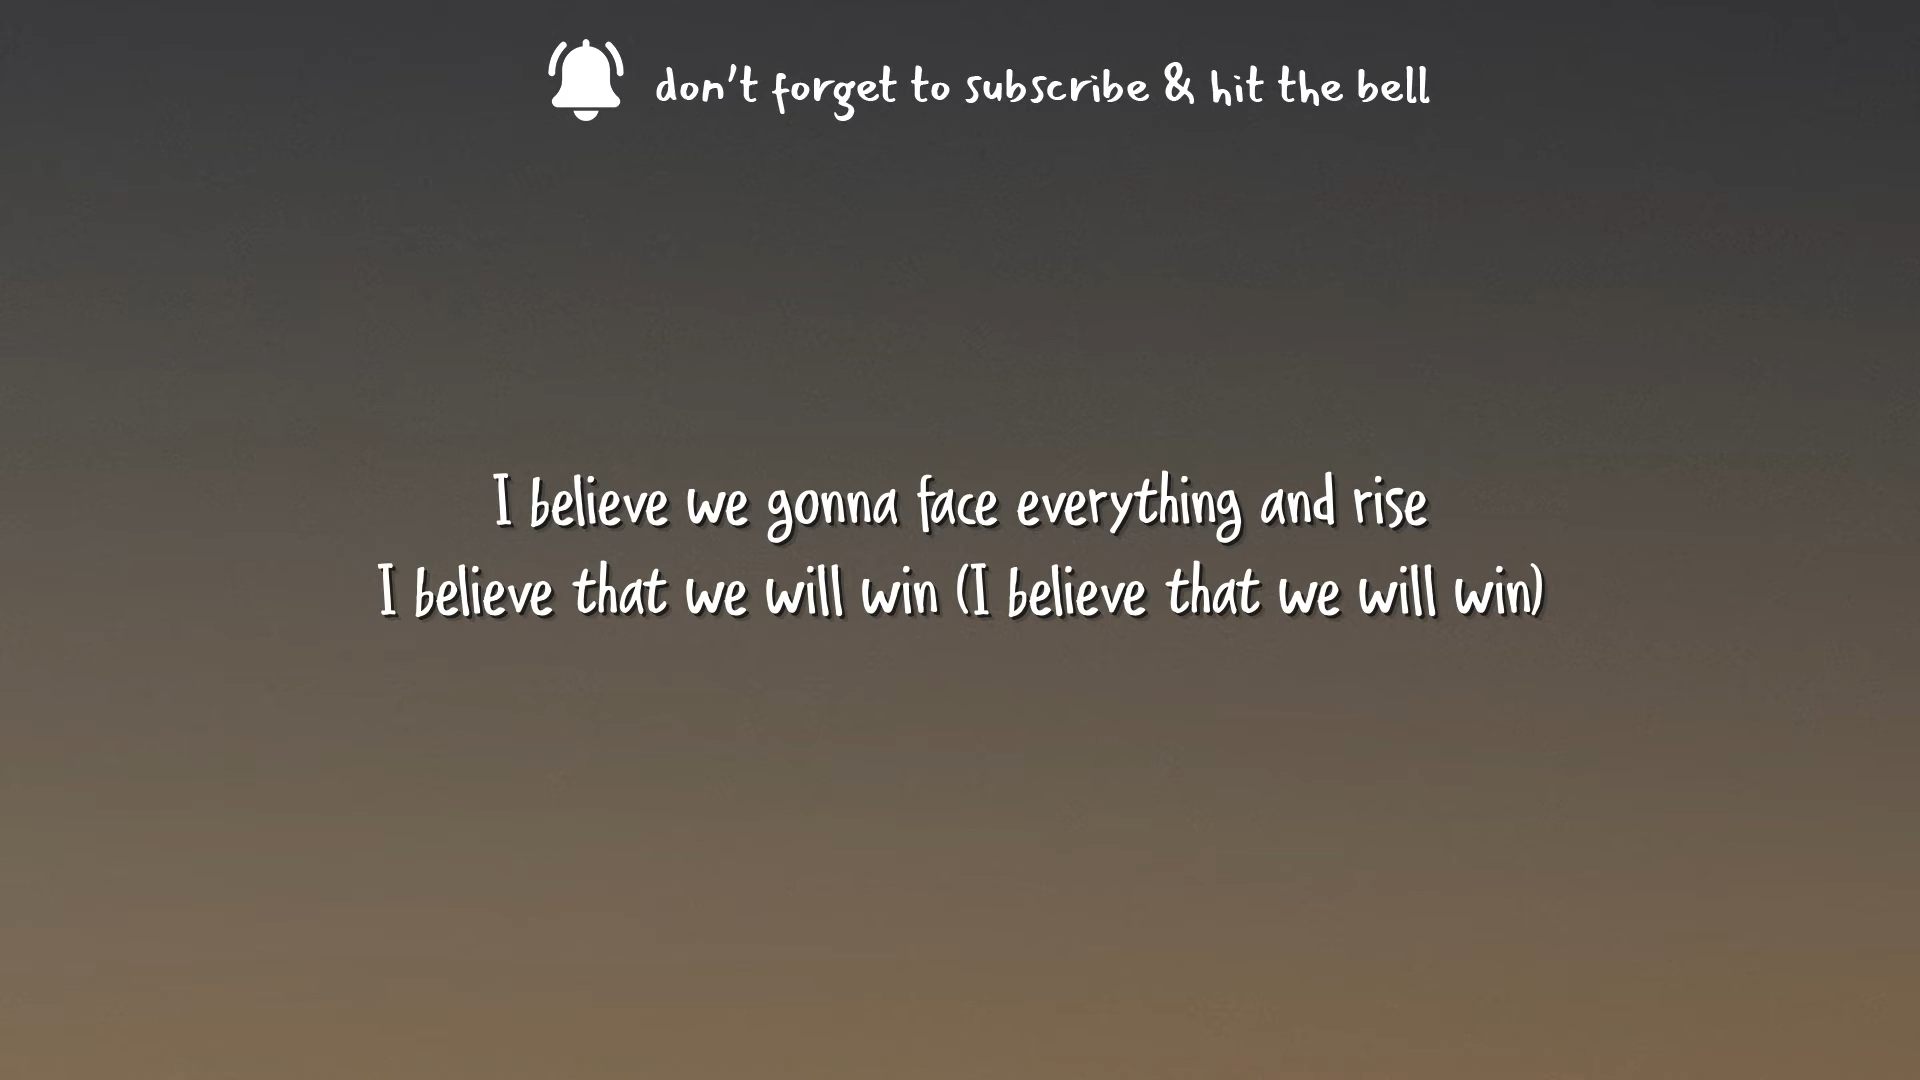 don't forget to subscribe & hit the bell
I believe we gonna face everything and rise
I believe that we will win (I believe that we will win)